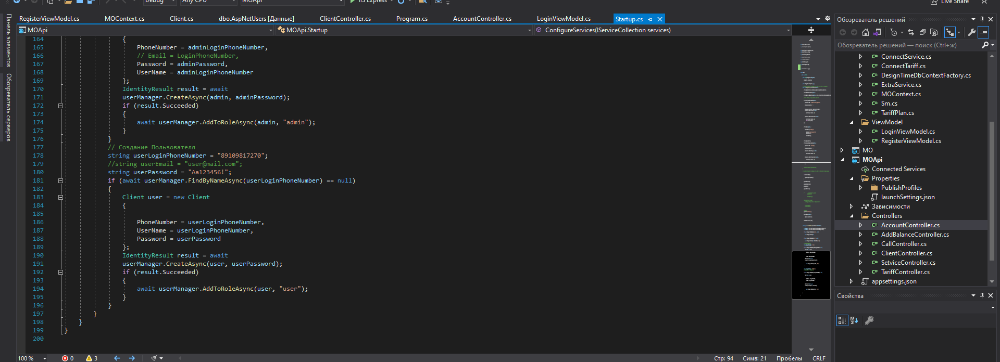 Debug Any CPU MOApi IIS Express Live Share
RegisterViewModel.cs MOContext.cs Client.cs dbo.AspNetUsers [Данные] ClientController.cs Program.cs AccountController.cs LoginViewModel.cs Startup.cs
MOApi MOApi.Startup ConfigureServices(IServiceCollection services)
Панель элементов
Обозреватель серверов
164 {
165 PhoneNumber = adminLoginPhoneNumber,
166 // Email = LoginPhoneNumber,
167 Password = adminPassword,
168 UserName = adminLoginPhoneNumber
169 };
170 IdentityResult result = await
171 userManager.CreateAsync(admin, adminPassword);
172 if (result.Succeeded)
173 {
174 await userManager.AddToRoleAsync(admin, "admin");
175 }
176 }
177 // Создание Пользователя
178 string userLoginPhoneNumber = "89109817270";
179 //string userEmail = "user@mail.com";
180 string userPassword = "Aa123456!";
181 if (await userManager.FindByNameAsync(userLoginPhoneNumber) == null)
182 {
183 Client user = new Client
184 {
185
186 PhoneNumber = userLoginPhoneNumber,
187 UserName = userLoginPhoneNumber,
188 Password = userPassword
189 };
190 IdentityResult result = await
191 userManager.CreateAsync(user, userPassword);
192 if (result.Succeeded)
193 {
194 await userManager.AddToRoleAsync(user, "user");
195 }
196 }
197 }
198 }
199 }
200
100 % 0 3 Стр: 94 Симв: 21 Пробелы CRLF
Обозреватель решений
Обозреватель решений — поиск (Ctrl+ж)
C# ConnectService.cs
C# ConnectTariff.cs
C# DesignTimeDbContextFactory.cs
C# ExtraService.cs
C# MOContext.cs
C# Sm.cs
C# TariffPlan.cs
ViewModel
C# LoginViewModel.cs
C# RegisterViewModel.cs
MO
MOApi
Connected Services
Properties
PublishProfiles
launchSettings.json
Зависимости
Controllers
C# AccountController.cs
C# AddBalanceController.cs
C# CallController.cs
C# ClientController.cs
C# SetviceController.cs
C# TariffController.cs
appsettings.json
Свойства